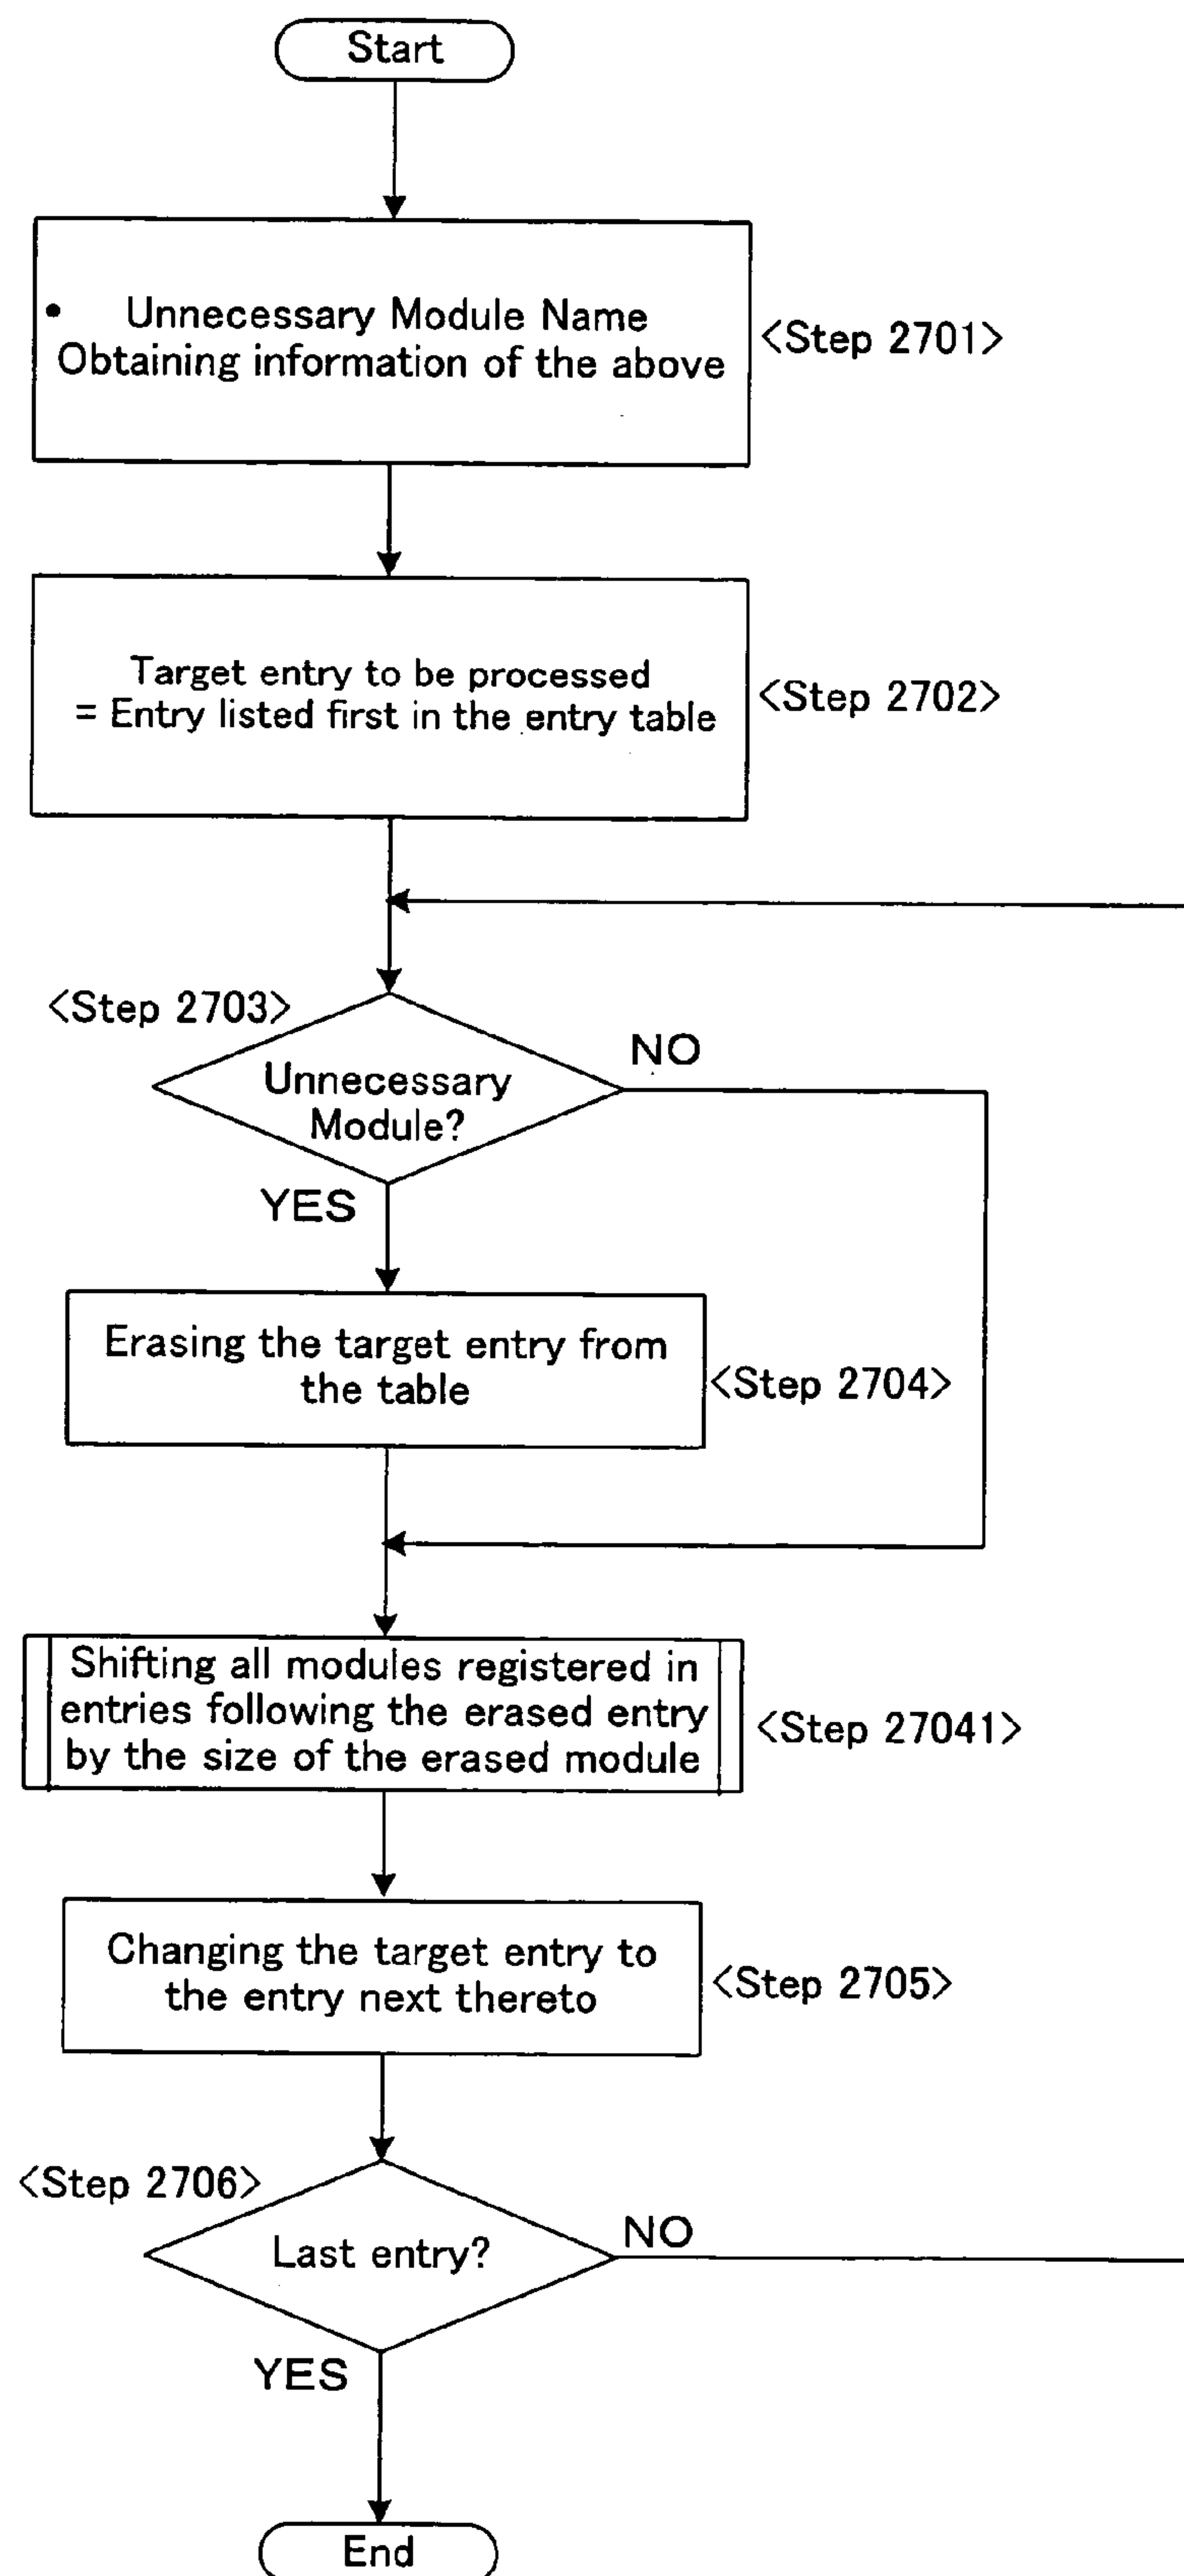 Start
• Unnecessary Module Name
Obtaining information of the above
<Step 2701>
Target entry to be processed
= Entry listed first in the entry table
<Step 2702>
<Step 2703>
Unnecessary
Module?
NO
YES
Erasing the target entry from
the table
<Step 2704>
Shifting all modules registered in
entries following the erased entry
by the size of the erased module
<Step 27041>
Changing the target entry to
the entry next thereto
<Step 2705>
<Step 2706>
Last entry?
NO
YES
End